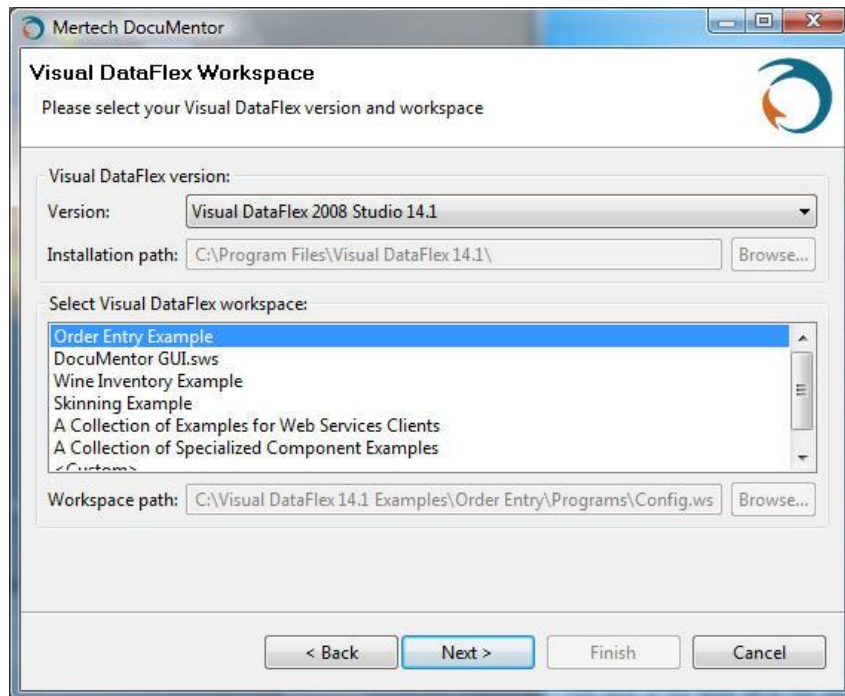 Mertech DocuMentor
Visual DataFlex Workspace
Please select your Visual DataFlex version and workspace
Visual DataFlex version:
Version: Visual DataFlex 2008 Studio 14.1
Installation path: C:\Program Files\Visual DataFlex 14.1\ Browse...
Select Visual DataFlex workspace:
Order Entry Example
DocuMentor GUI.sws
Wine Inventory Example
Skinning Example
A Collection of Examples for Web Services Clients
A Collection of Specialized Component Examples
<Custom>
Workspace path: C:\Visual DataFlex 14.1 Examples\Order Entry\Programs\Config.ws Browse...
< Back Next > Finish Cancel